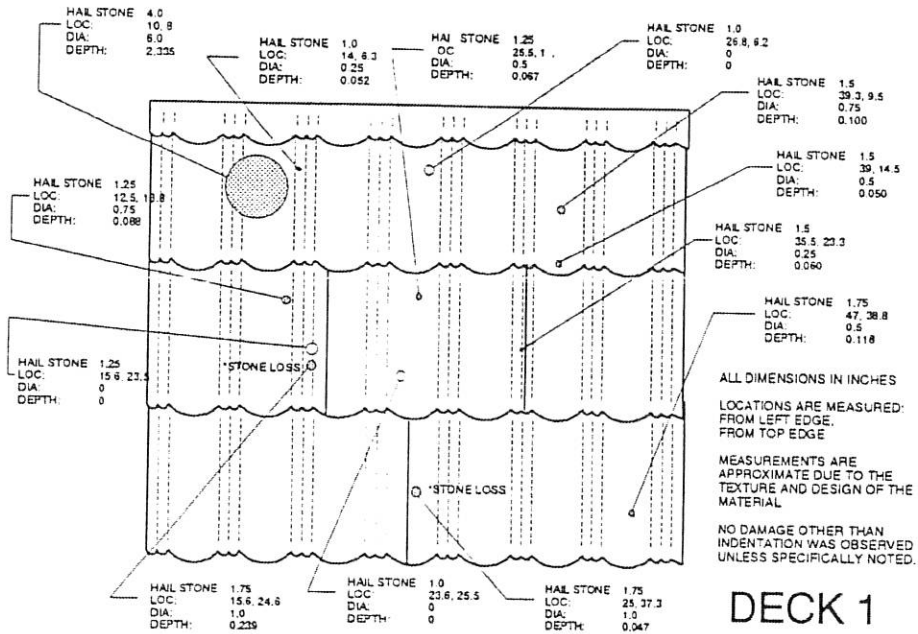 HAIL STONE 4.0
LOC: 10, 8
DIA: 6.0
DEPTH: 2.335
HAIL STONE 1.0
LOC: 14, 6.3
DIA: 0.25
DEPTH: 0.052
HAI STONE 1.25
OC 25.5, 1
DIA: 0.5
DEPTH: 0.067
HAIL STONE 1.0
LOC: 26.8, 6.2
DIA: 0
DEPTH: 0
HAIL STONE 1.5
LOC: 39.3, 9.5
DIA: 0.75
DEPTH: 0.100
HAIL STONE 1.5
LOC: 39, 14.5
DIA: 0.5
DEPTH: 0.050
HAIL STONE 1.25
LOC: 12.5,
DIA: 0.75
DEPTH: 0.088
HAIL STONE 1.5
LOC: 35.5, 23.3
DIA: 0.25
DEPTH: 0.060
HAIL STONE 1.75
LOC: 47, 38.8
DIA: 0.5
DEPTH: 0.118
HAIL STONE 1.25
LOC: 15.6, 23.5
DIA: 0
DEPTH: 0
*STONE LOSS
*STONE LOSS
ALL DIMENSIONS IN INCHES
LOCATIONS ARE MEASURED:
FROM LEFT EDGE,
FROM TOP EDGE
MEASUREMENTS ARE
APPROXIMATE DUE TO THE
TEXTURE AND DESIGN OF THE
MATERIAL
NO DAMAGE OTHER THAN
INDENTATION WAS OBSERVED
UNLESS SPECIFICALLY NOTED.
HAIL STONE 1.75
LOC: 15.6, 24.6
DIA: 1.0
DEPTH: 0.239
HAIL STONE 1.0
LOC: 23.6, 25.5
DIA: 0
DEPTH: 0
HAIL STONE 1.75
LOC: 25, 37.3
DIA: 1.0
DEPTH: 0.047
DECK 1